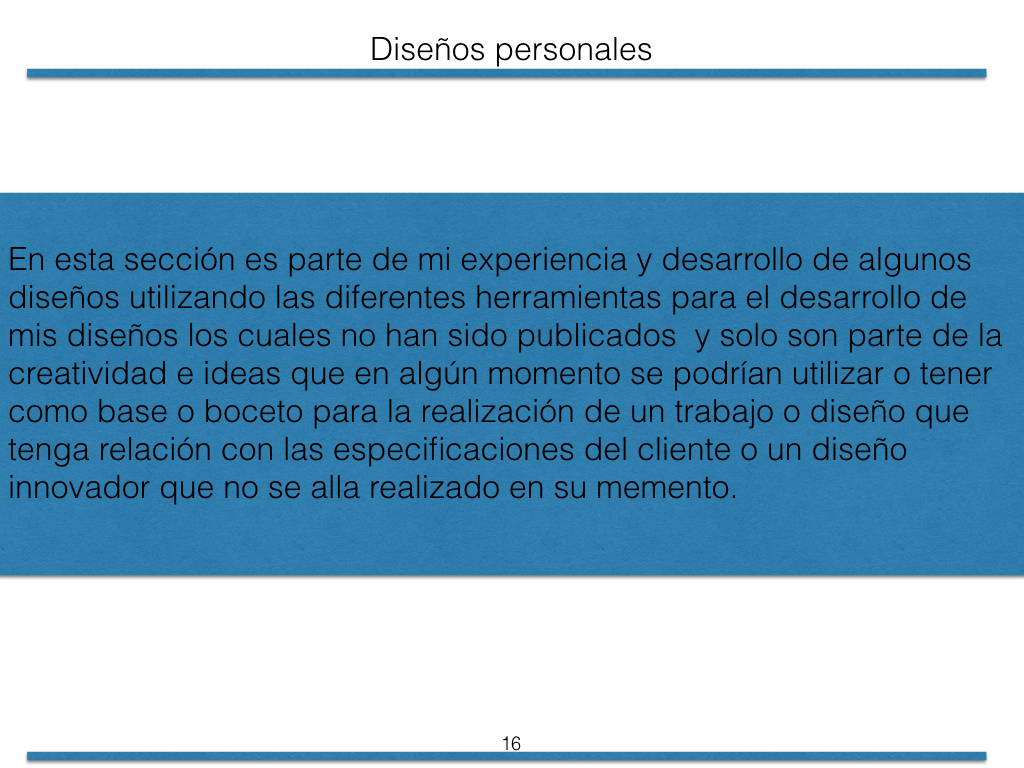 Diseños personales
En esta sección es parte de mi experiencia y desarrollo de algunos
diseños utilizando las diferentes herramientas para el desarrollo de
mis diseños los cuales no han sido publicados  y solo son parte de la
creatividad e ideas que en algún momento se podrían utilizar o tener
como base o boceto para la realización de un trabajo o diseño que
tenga relación con las especificaciones del cliente o un diseño
innovador que no se alla realizado en su memento.
16